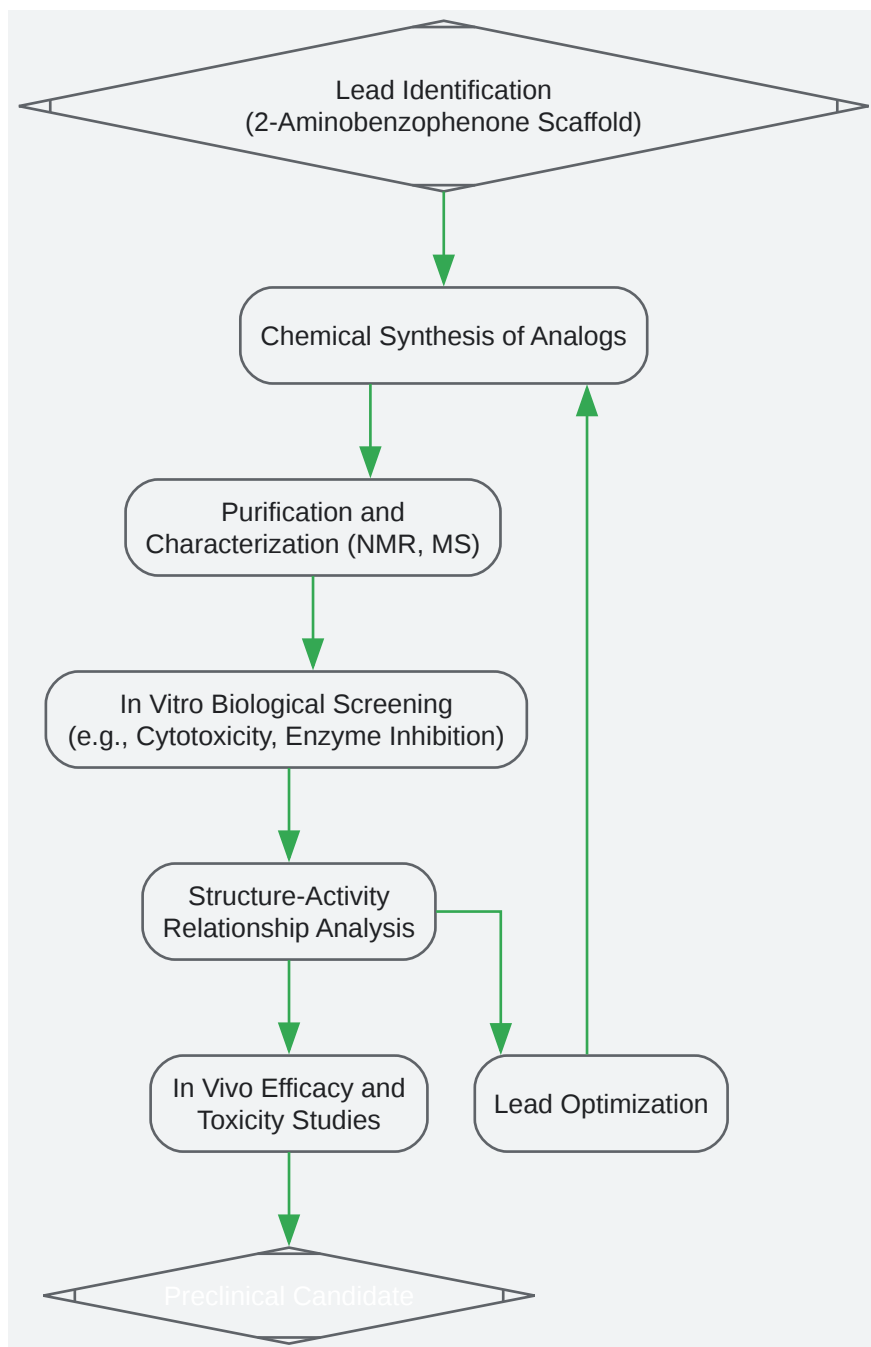 Lead Identification
(2-Aminobenzophenone Scaffold)
Chemical Synthesis of Analogs
Purification and
Characterization (NMR, MS)
In Vitro Biological Screening
(e.g., Cytotoxicity, Enzyme Inhibition)
Structure-Activity
Relationship Analysis
In Vivo Efficacy and
Toxicity Studies
Lead Optimization
Preclinical Candidate